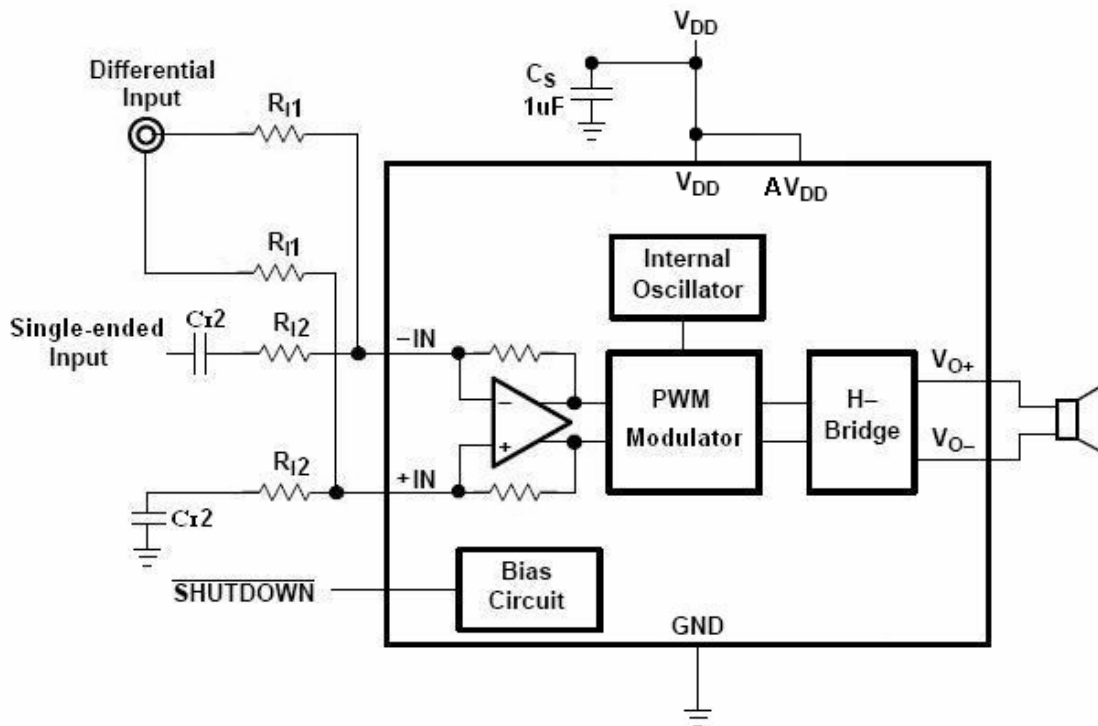 VDD
Differential
Input
CS
1uF
RI1
VDD
AVDD
RI1
Internal
Oscillator
Single-ended
Input
CI2
RI2
−IN
−
PWM
Modulator
H−
Bridge
VO+
+
VO−
RI2
+IN
CI2
SHUTDOWN
Bias
Circuit
GND